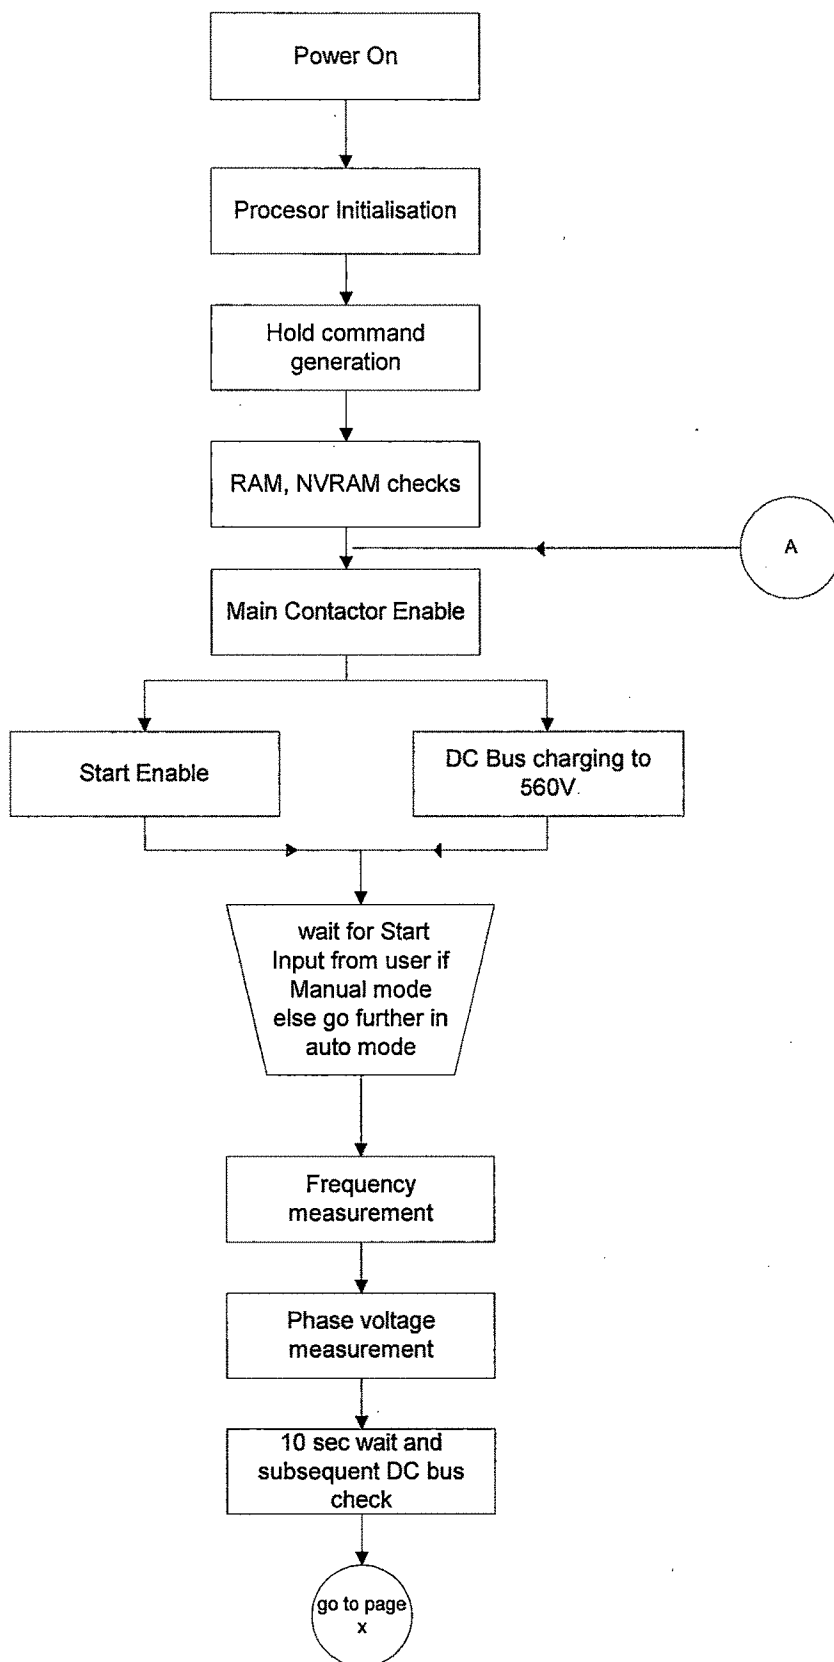 Power On
Procesor Initialisation
Hold command
generation
RAM, NVRAM checks
A
Main Contactor Enable
Start Enable
DC Bus charging to
560V
wait for Start
Input from user if
Manual mode
else go further in
auto mode
Frequency
measurement
Phase voltage
measurement
10 sec wait and
subsequent DC bus
check
go to page
x